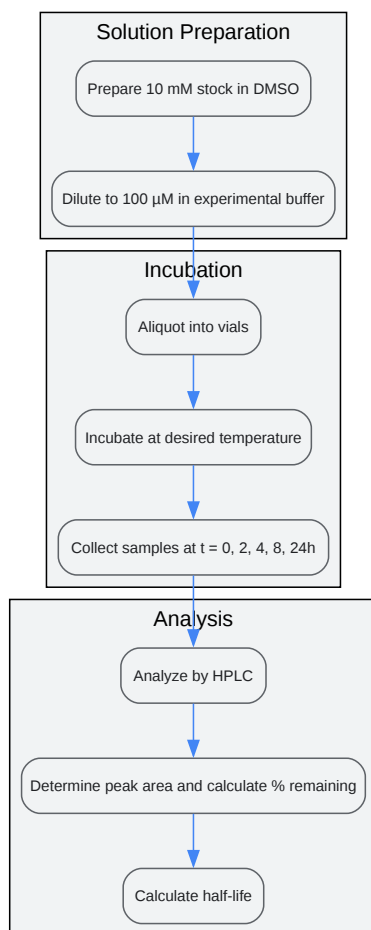 Solution Preparation
Prepare 10 mM stock in DMSO
Dilute to 100 µM in experimental buffer
Incubation
Aliquot into vials
Incubate at desired temperature
Collect samples at t = 0, 2, 4, 8, 24h
Analysis
Analyze by HPLC
Determine peak area and calculate % remaining
Calculate half-life